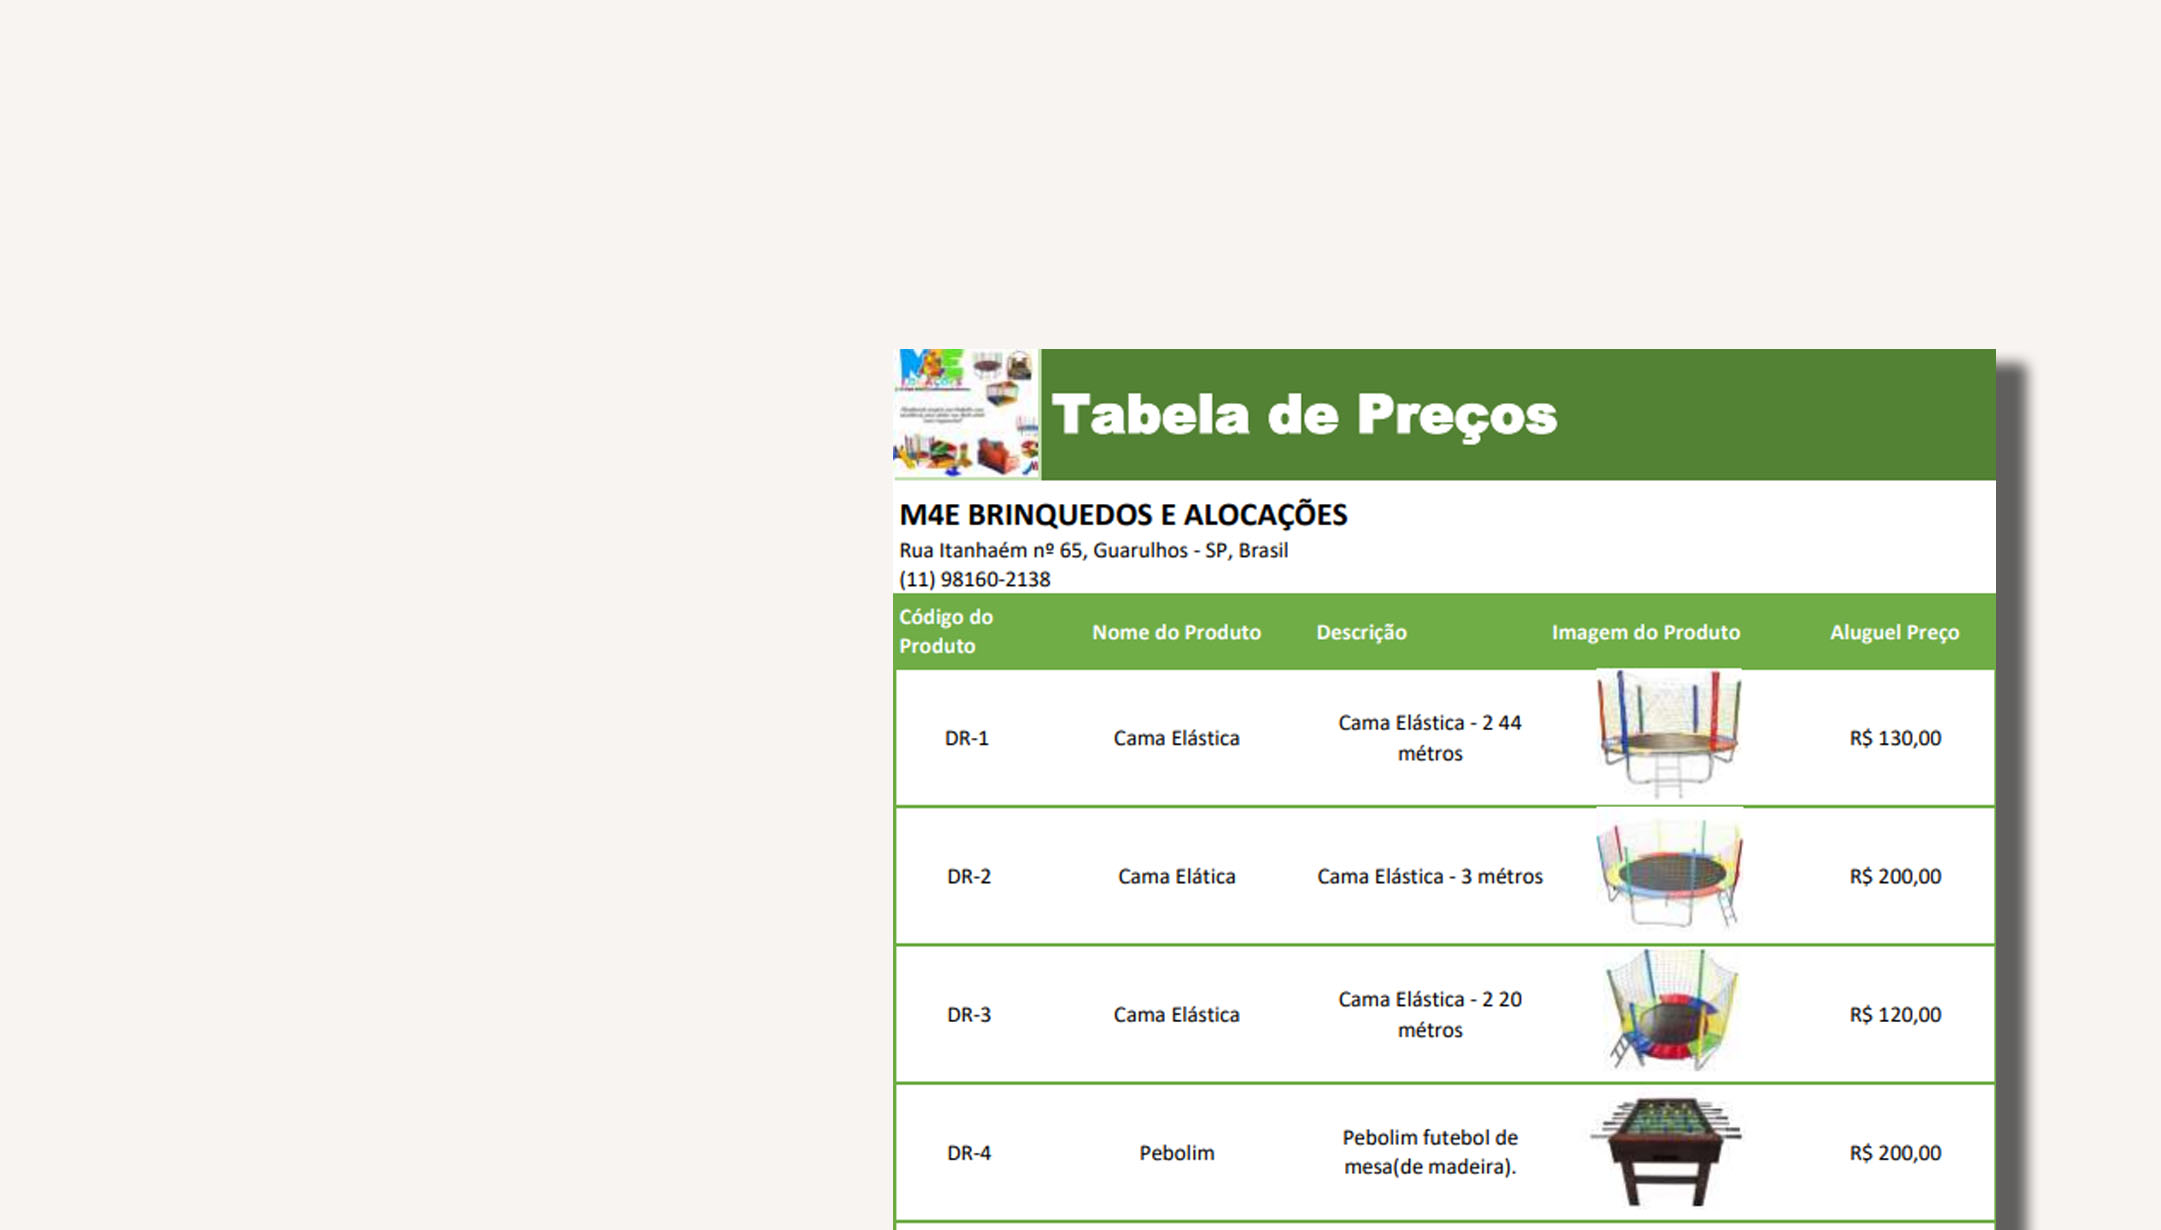 M4E
LOCAÇÕES
Tabela de Preços
M4E BRINQUEDOS E ALOCAÇÕES
Rua Itanhaém nº 65, Guarulhos - SP, Brasil
(11) 98160-2138
Código do
Produto
Nome do Produto
Descrição
Imagem do Produto
Aluguel Preço
DR-1
Cama Elástica
Cama Elástica - 2 44
métros
R$ 130,00
DR-2
Cama Elática
Cama Elástica - 3 métros
R$ 200,00
DR-3
Cama Elástica
Cama Elástica - 2 20
métros
R$ 120,00
DR-4
Pebolim
Pebolim futebol de
mesa(de madeira).
R$ 200,00